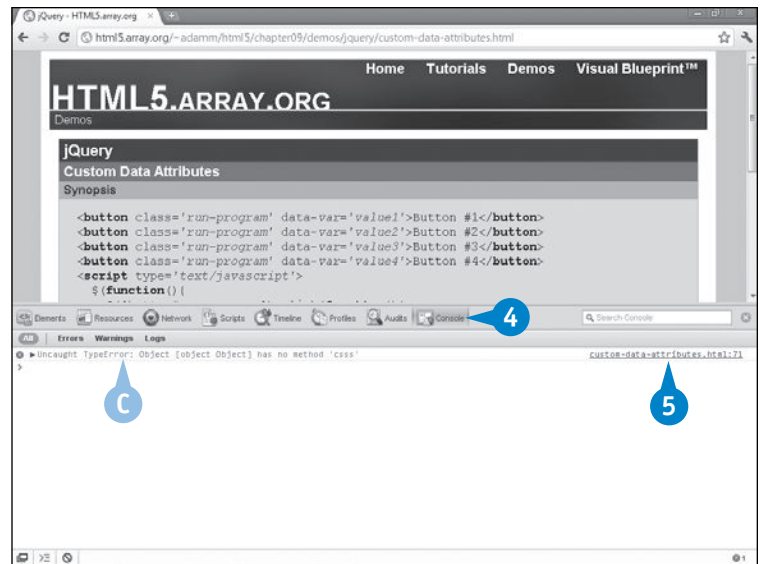 jQuery - HTML5.array.org
html5.array.org/~adamm/html5/chapter09/demos/jquery/custom-data-attributes.html
Home Tutorials Demos Visual Blueprint™
HTML5.ARRAY.ORG
Demos
jQuery
Custom Data Attributes
Synopsis
<button class='run-program' data-var='value1'>Button #1</button>
<button class='run-program' data-var='value2'>Button #2</button>
<button class='run-program' data-var='value3'>Button #3</button>
<button class='run-program' data-var='value4'>Button #4</button>
<script type='text/javascript'>
$(function(){
Elements Resources Network Scripts Timeline Profiles Audits Console 4 Search Console
All Errors Warnings Logs
Uncaught TypeError: Object [object Object] has no method 'csss' custom-data-attributes.html:71
>
C 5
1